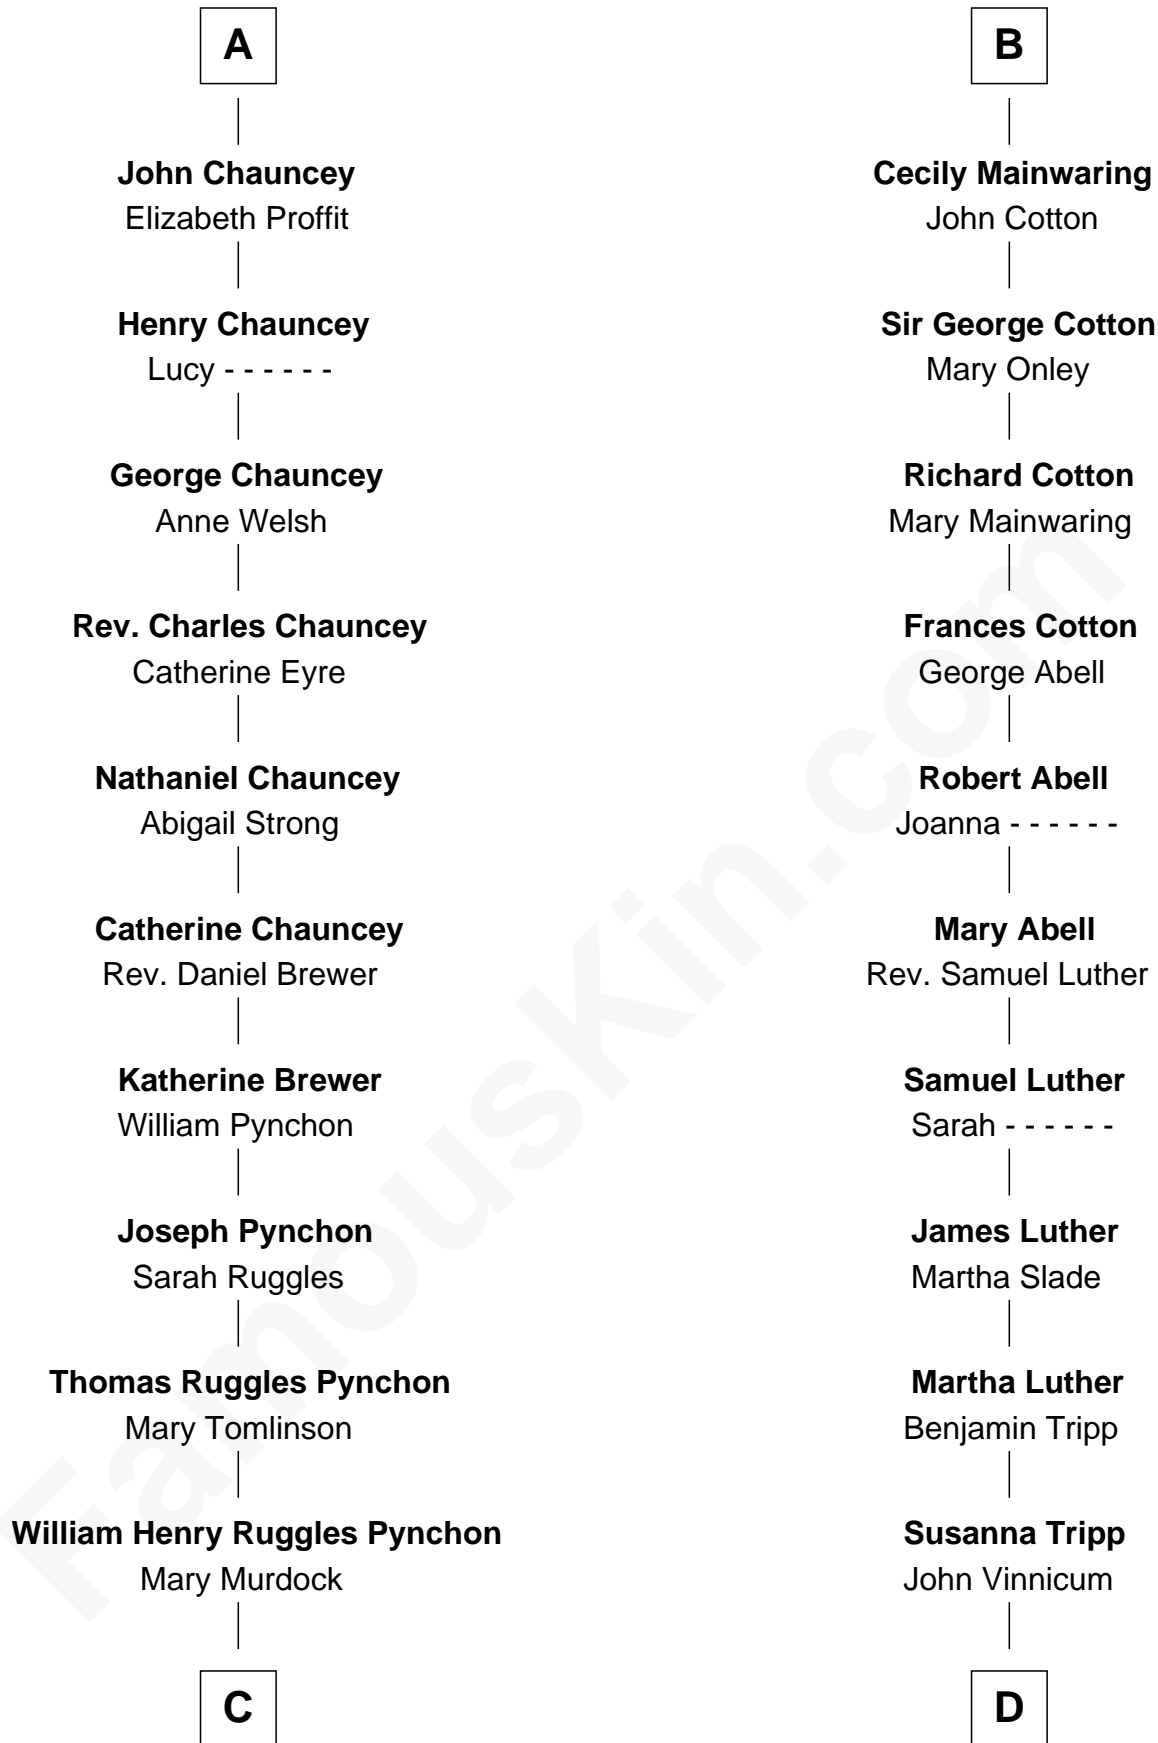 A
John Chauncey
Elizabeth Proffit
Henry Chauncey
Lucy - - - - - -
George Chauncey
Anne Welsh
Rev. Charles Chauncey
Catherine Eyre
Nathaniel Chauncey
Abigail Strong
Catherine Chauncey
Rev. Daniel Brewer
Katherine Brewer
William Pynchon
Joseph Pynchon
Sarah Ruggles
Thomas Ruggles Pynchon
Mary Tomlinson
William Henry Ruggles Pynchon
Mary Murdock
C
B
Cecily Mainwaring
John Cotton
Sir George Cotton
Mary Onley
Richard Cotton
Mary Mainwaring
Frances Cotton
George Abell
Robert Abell
Joanna - - - - - -
Mary Abell
Rev. Samuel Luther
Samuel Luther
Sarah - - - - - -
James Luther
Martha Slade
Martha Luther
Benjamin Tripp
Susanna Tripp
John Vinnicum
D
FamousKin.com